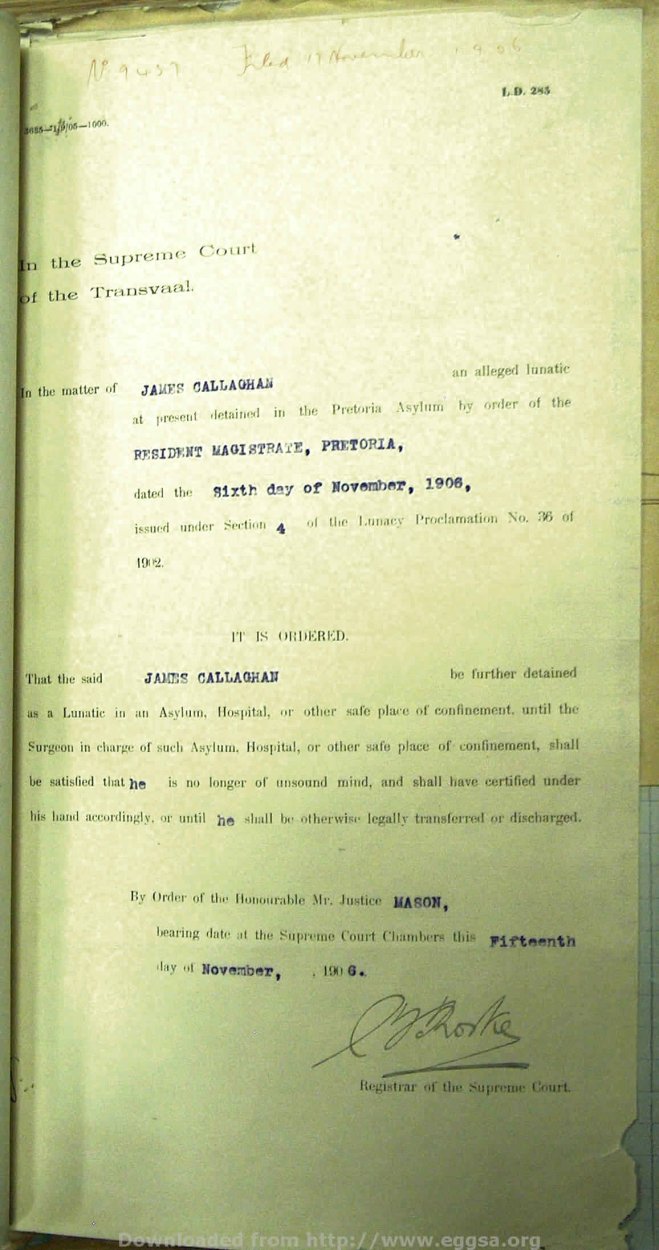 No 9437 Filed 17 November 1906
L.D. 285
In the Supreme Court
of the Transvaal.
In the matter of JAMES CALLAGHAN an alleged lunatic
at present detained in the Pretoria Asylum by order of the
RESIDENT MAGISTRATE, PRETORIA,
dated the Sixth day of November, 1906,
issued under Section 4 of the Lunacy Proclamation No. 36 of
1902.
IT IS ORDERED.
That the said JAMES CALLAGHAN be further detained
as a Lunatic in an Asylum, Hospital, or other safe place of confinement, until the
Surgeon in charge of such Asylum, Hospital, or other safe place of confinement, shall
be satisfied that he is no longer of unsound mind, and shall have certified under
his hand accordingly, or until he shall be otherwise legally transferred or discharged.
By Order of the Honourable Mr. Justice MASON,
bearing date at the Supreme Court Chambers this Fifteenth
day of November, , 1906.
Registrar of the Supreme Court.
Downloaded from http://www.eggsa.org